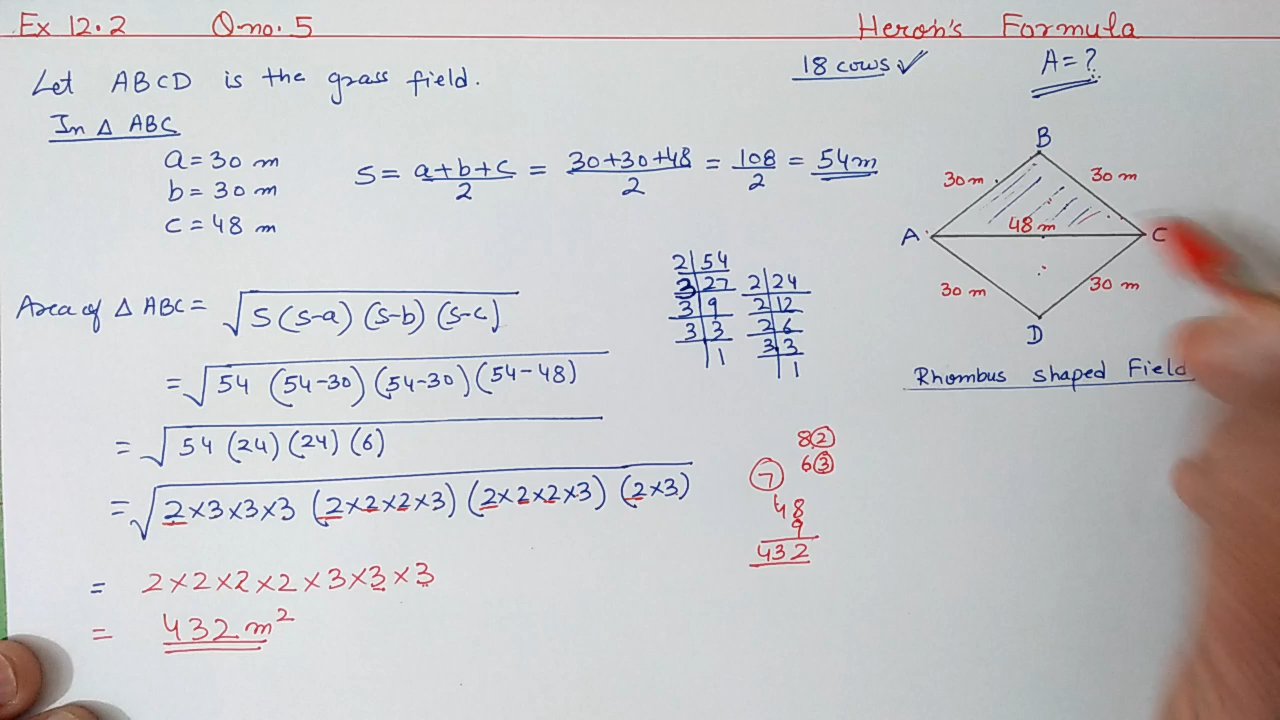 Ex 12.2 Q.no.5 Heron's Formula
Let ABCD is the grass field.
18 cows ✓
A=?
In △ ABC
a=30 m
b=30 m
c=48 m
S= a+b+c/2 = 30+30+48/2 = 108/2 = 54m
Area of △ ABC= √S(s-a) (s-b) (s-c)
= √54 (54-30)(54-30)(54-48)
= √54 (24)(24)(6)
= √2×3×3×3 (2×2×2×3) (2×2×2×3) (2×3)
= 2×2×2×2×3×3×3
= 432 m²
2|54
3|27
3|9
3|3
|1
2|24
2|12
2|6
3|3
|1
8②
6③
⑦
48
9
432
B
30 m 30 m
A 48 m C
30 m 30 m
D
Rhombus shaped Field